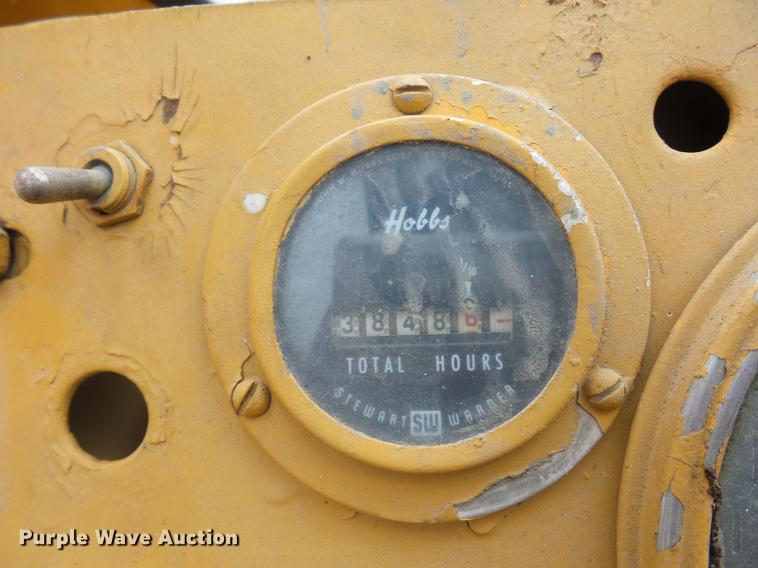 Hobbs
1/10
38486
TOTAL HOURS
STEWART SW WARNER
Purple Wave Auction